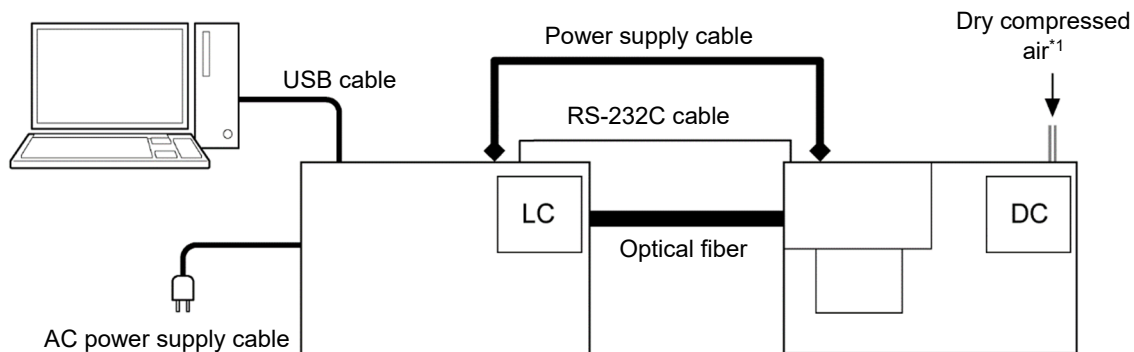 Dry compressed
air*1
Power supply cable
USB cable
RS-232C cable
LC
DC
Optical fiber
AC power supply cable